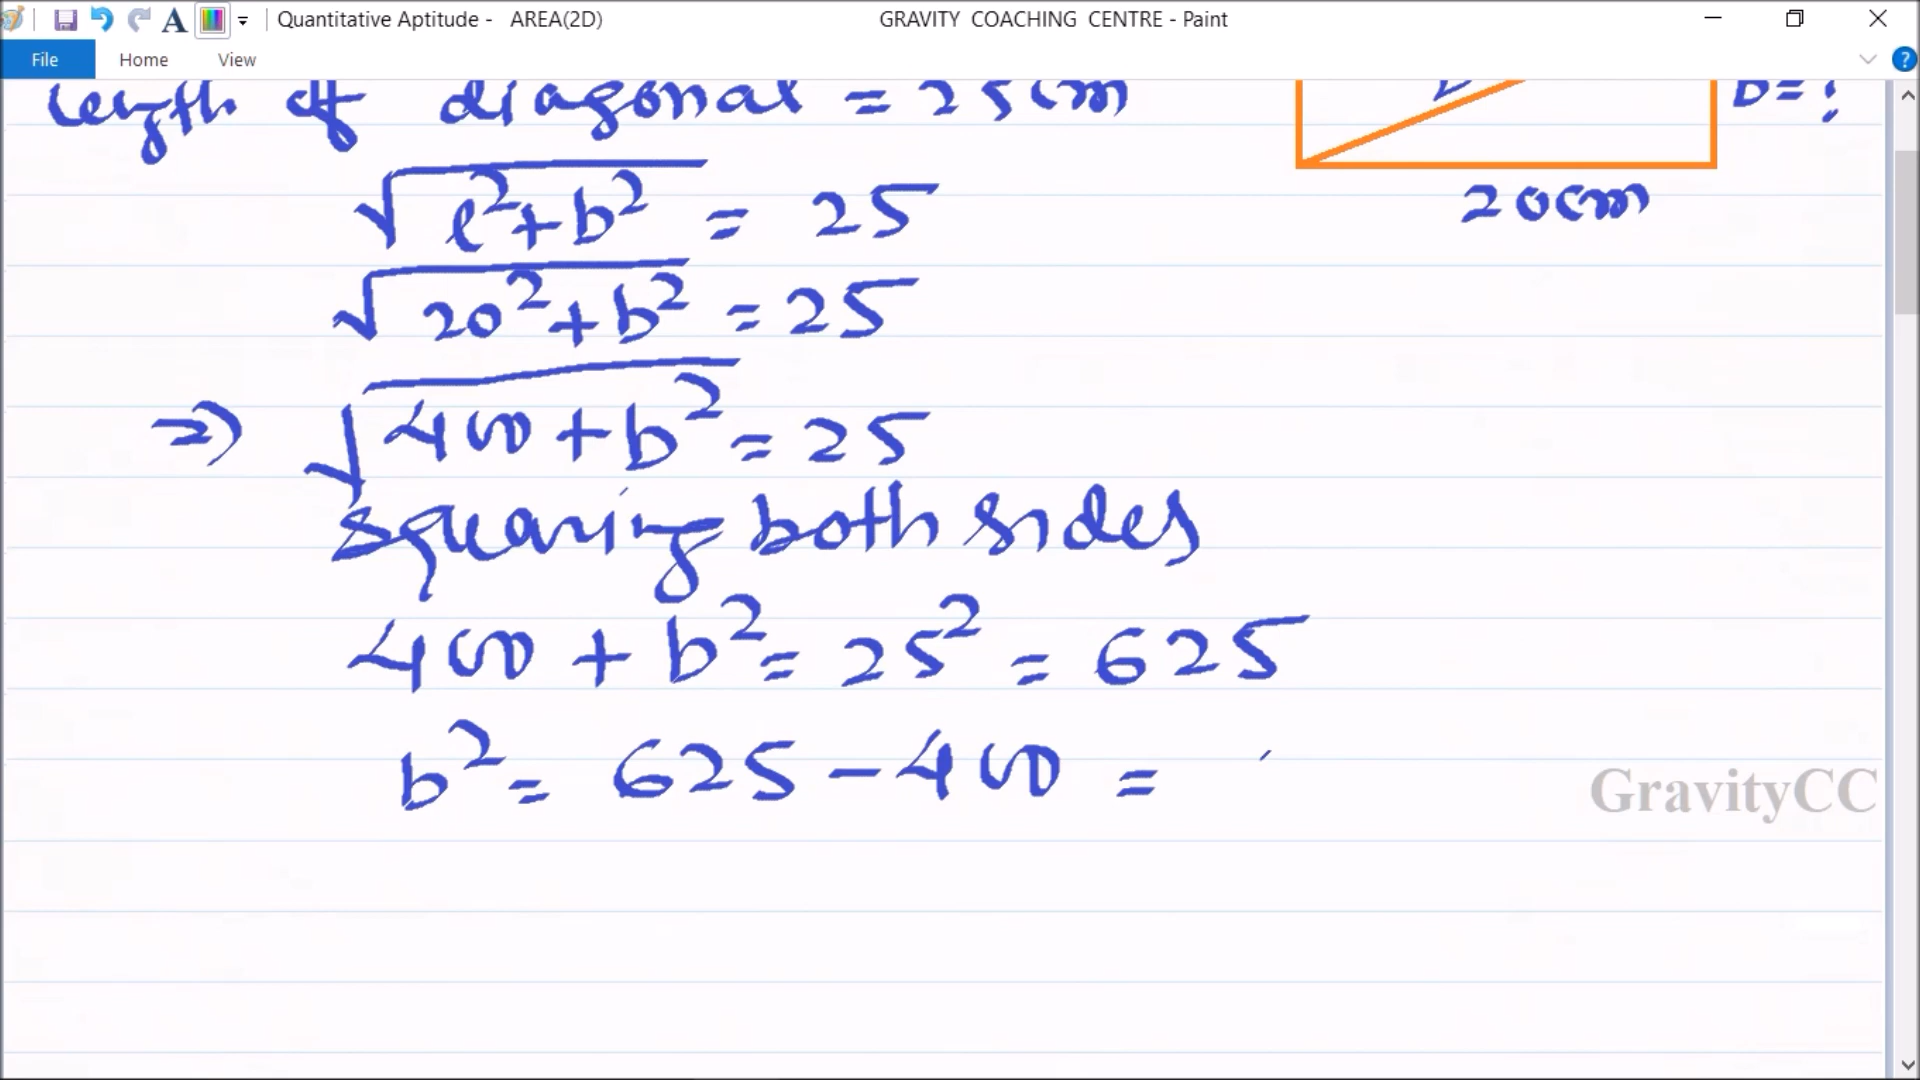 Quantitative Aptitude - AREA(2D)
GRAVITY COACHING CENTRE - Paint
File Home View
length of diagonal = 25cm
b=?
20cm
√(l²+b²) = 25
√(20²+b²) = 25
⇒ √(400+b²) = 25
squaring both sides
400 + b² = 25² = 625
b² = 625 - 400 =
GravityCC